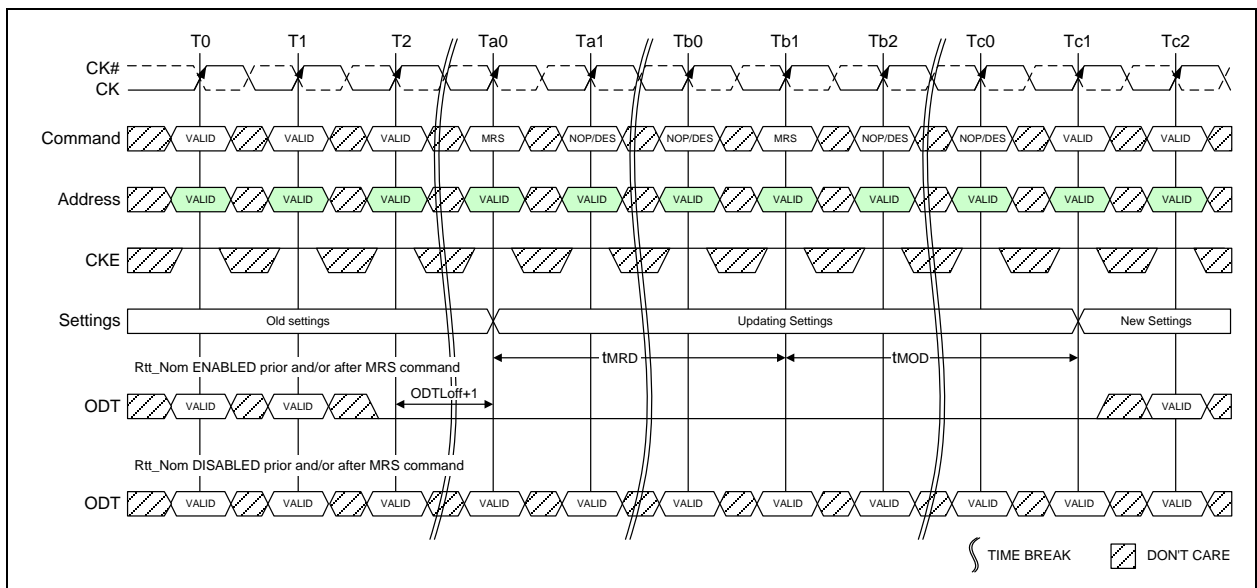 T0 T1 T2 Ta0 Ta1 Tb0 Tb1 Tb2 Tc0 Tc1 Tc2
CK#
CK
Command VALID VALID VALID MRS NOP/DES NOP/DES MRS NOP/DES NOP/DES VALID VALID
Address VALID VALID VALID VALID VALID VALID VALID VALID VALID VALID VALID
CKE
Settings Old settings Updating Settings New Settings
tMRD tMOD
Rtt_Nom ENABLED prior and/or after MRS command
ODTLoff+1
ODT VALID VALID VALID
Rtt_Nom DISABLED prior and/or after MRS command
ODT VALID VALID VALID VALID VALID VALID VALID VALID VALID VALID VALID
TIME BREAK DON'T CARE